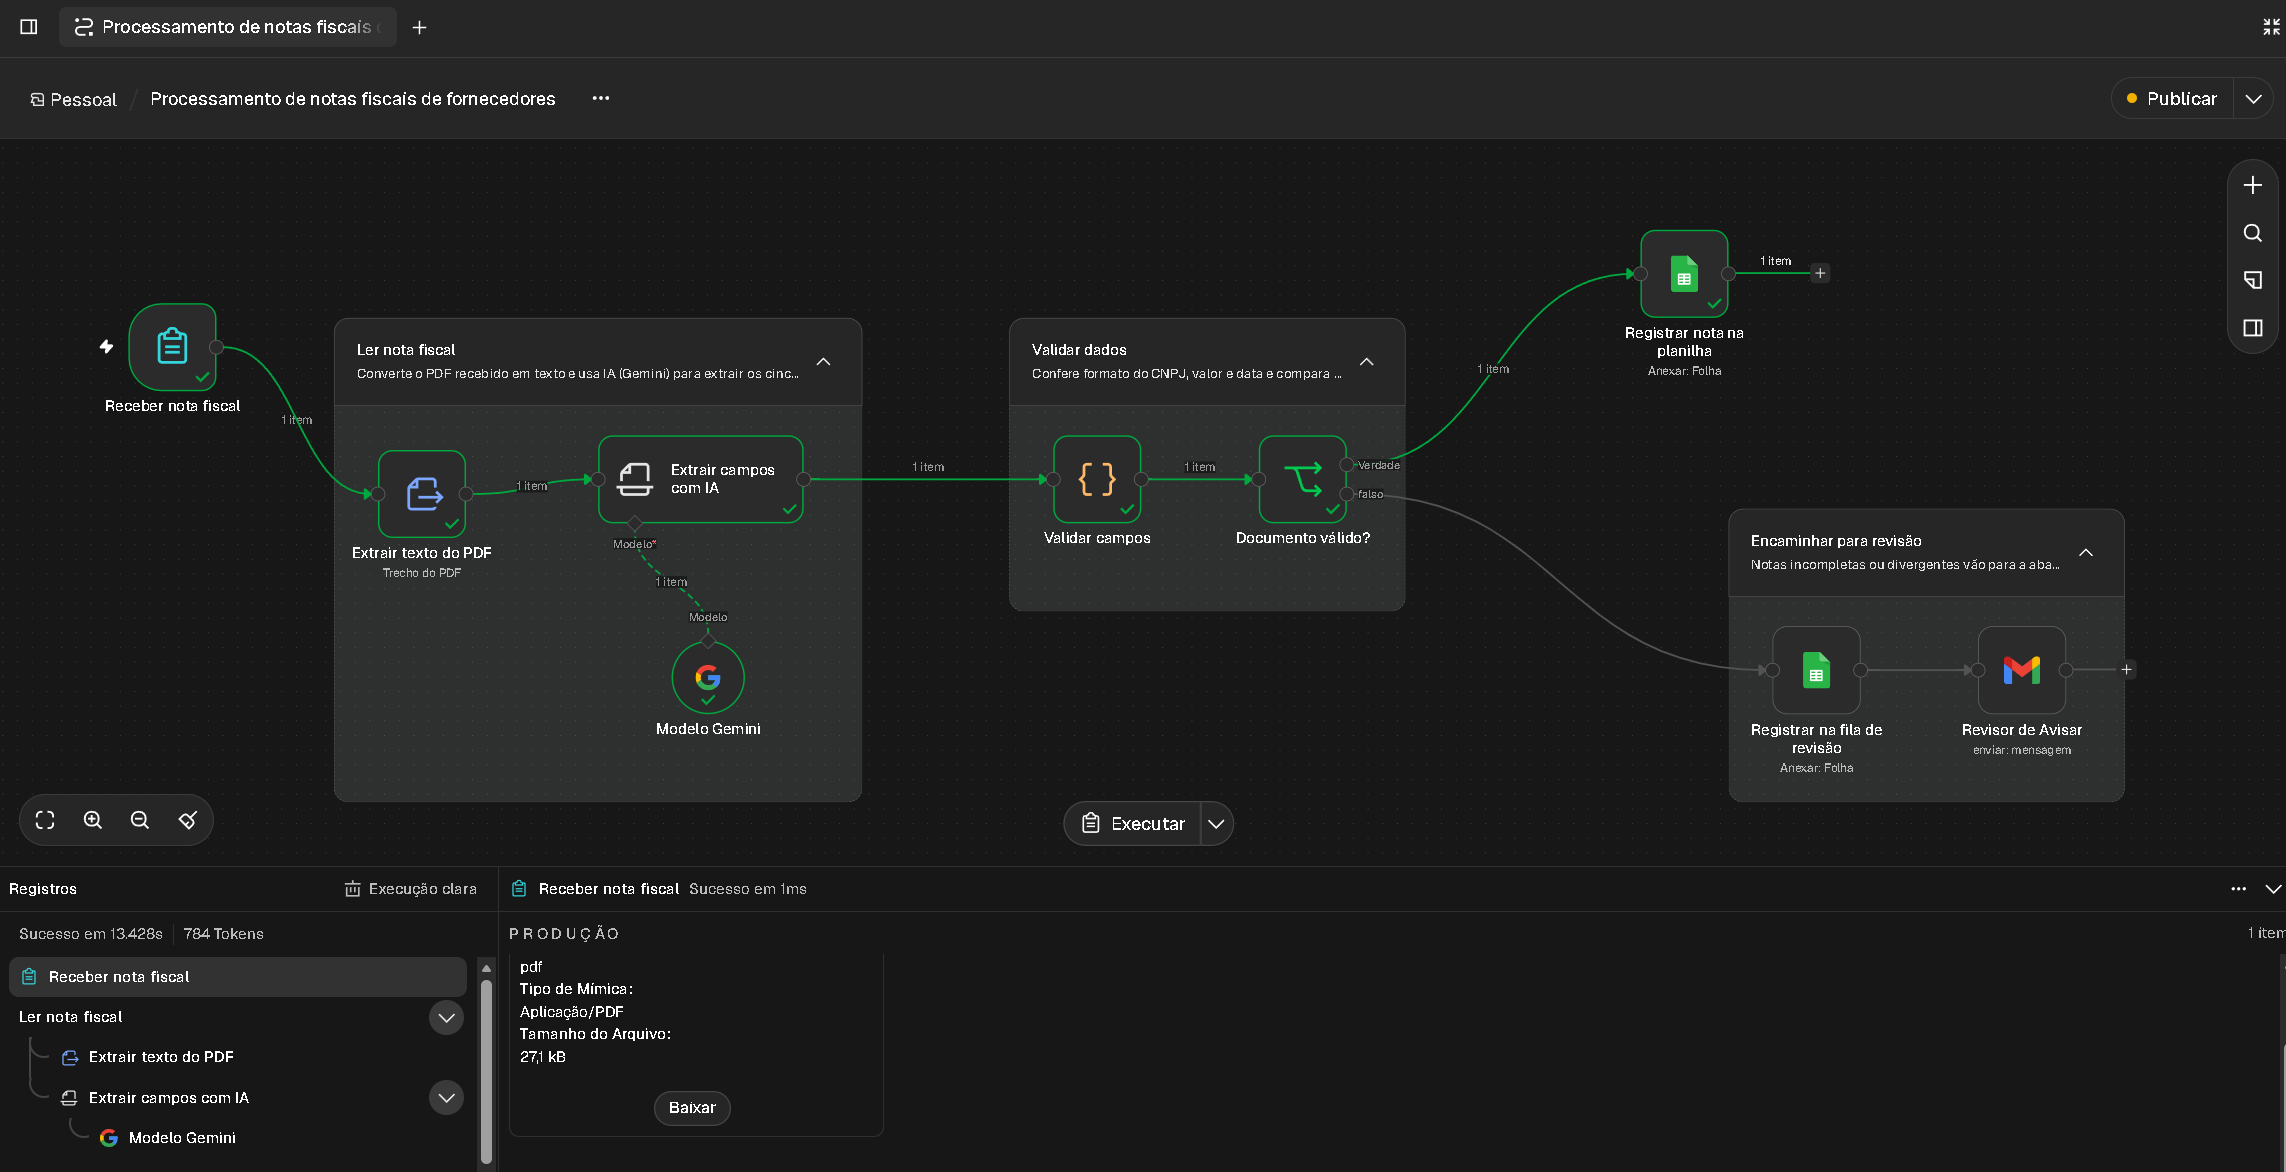 Processamento de notas fiscais
Pessoal / Processamento de notas fiscais de fornecedores
Publicar
Receber nota fiscal
1 item
Ler nota fiscal
Converte o PDF recebido em texto e usa IA (Gemini) para extrair os cinc...
Extrair texto do PDF
Trecho do PDF
1 item
Extrair campos
com IA
Modelo*
1 item
Modelo
Modelo Gemini
1 item
Validar dados
Confere formato do CNPJ, valor e data e compara ...
Validar campos
1 item
Documento válido?
Verdade
falso
1 item
Registrar nota na
planilha
Anexar: Folha
1 item
Encaminhar para revisão
Notas incompletas ou divergentes vão para a aba...
Registrar na fila de
revisão
Anexar: Folha
Revisor de Avisar
enviar: mensagem
Executar
Registros
Execução clara
Sucesso em 13.428s
784 Tokens
Receber nota fiscal
Ler nota fiscal
Extrair texto do PDF
Extrair campos com IA
Modelo Gemini
Receber nota fiscal Sucesso em 1ms
PRODUÇÃO
1 item
pdf
Tipo de Mímica:
Aplicação/PDF
Tamanho do Arquivo:
27,1 kB
Baixar